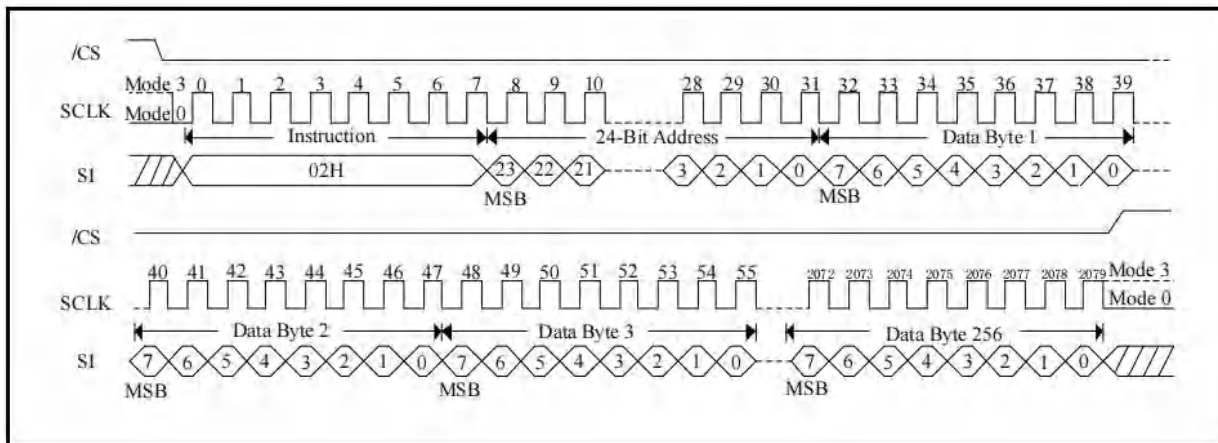 /CS
Mode 3 0 1 2 3 4 5 6 7 8 9 10 28 29 30 31 32 33 34 35 36 37 38 39
SCLK Mode 0
Instruction 24-Bit Address Data Byte 1
SI 02H 23 22 21 3 2 1 0 7 6 5 4 3 2 1 0
MSB MSB
/CS
40 41 42 43 44 45 46 47 48 49 50 51 52 53 54 55 2072 2073 2074 2075 2076 2077 2078 2079 Mode 3
SCLK Mode 0
Data Byte 2 Data Byte 3 Data Byte 256
SI 7 6 5 4 3 2 1 0 7 6 5 4 3 2 1 0 7 6 5 4 3 2 1 0
MSB MSB MSB